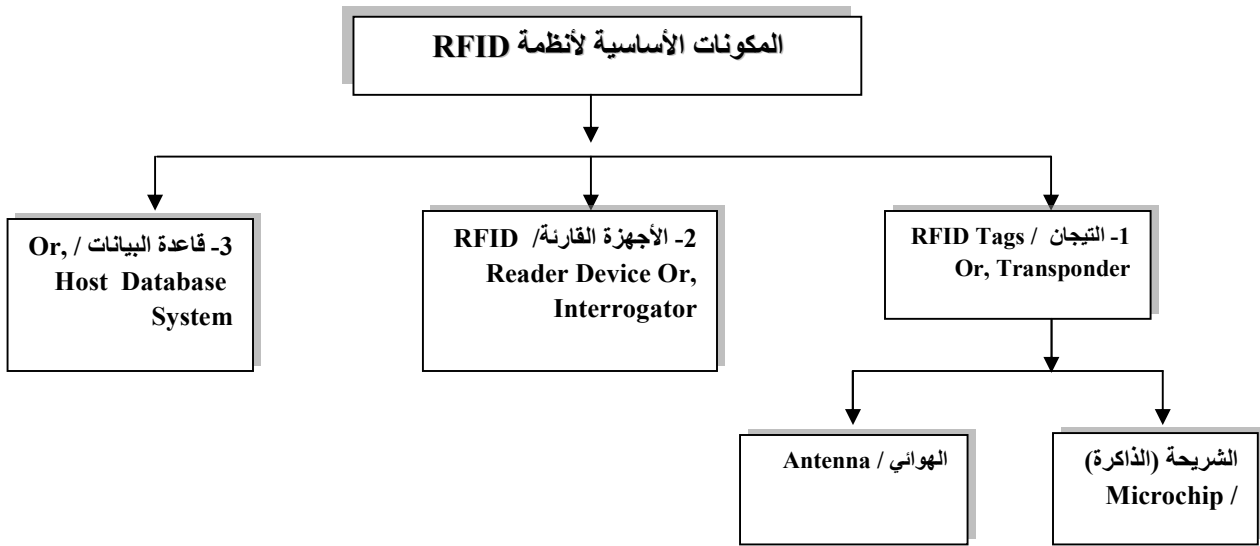 المكونات الأساسية لأنظمة RFID
1- التيجان / RFID Tags
Or, Transponder
2- الأجهزة القارئة/ RFID
Reader Device Or,
Interrogator
3- قاعدة البيانات / Or,
Host Database
System
الشريحة (الذاكرة)
Microchip /
الهوائي / Antenna